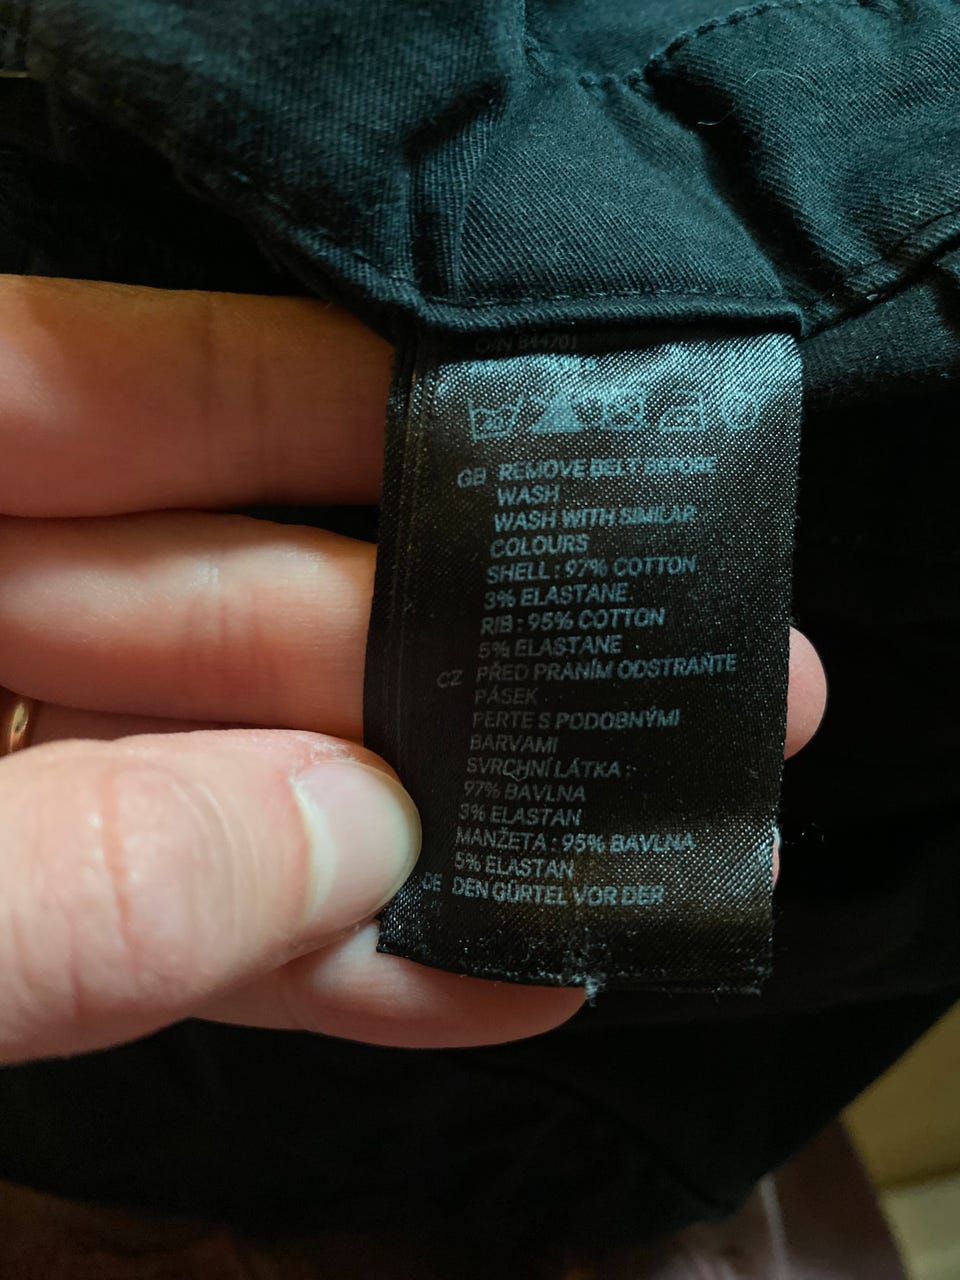 O/N 844701
GB REMOVE BELT BEFORE
WASH
WASH WITH SIMILAR
COLOURS
SHELL : 97% COTTON
3% ELASTANE
RIB : 95% COTTON
5% ELASTANE
CZ PŘED PRANÍM ODSTRAŇTE
PÁSEK
PERTE S PODOBNÝMI
BARVAMI
SVRCHNÍ LÁTKA :
97% BAVLNA
3% ELASTAN
MANŽETA : 95% BAVLNA
5% ELASTAN
DE DEN GÜRTEL VOR DER